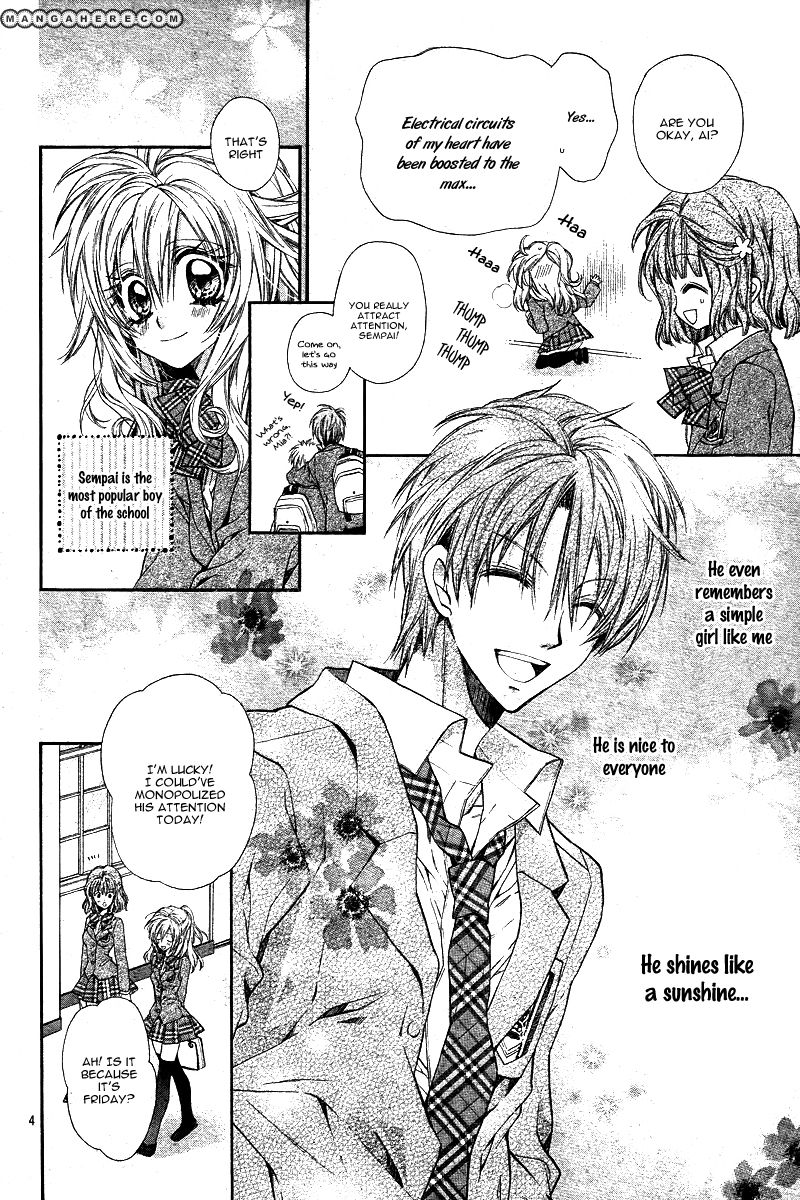 MANGAHERE.COM
ARE YOU
OKAY, AI?
Yes...
Electrical circuits
of my heart have
been boosted to the
max...
Haa
Haaa
THUMP
THUMP
THUMP
THAT'S
RIGHT
YOU REALLY
ATTRACT
ATTENTION,
SEMPAI!
Come on,
let's go
this way
Yep!
What's
wrong,
Mia?!
Sempai is the
most popular boy
of the school
He even
remembers
a simple
girl like me
He is nice to
everyone
He shines like
a sunshine...
I'M LUCKY!
I COULD'VE
MONOPOLIZED
HIS ATTENTION
TODAY!
AH! IS IT
BECAUSE
IT'S
FRIDAY?
4